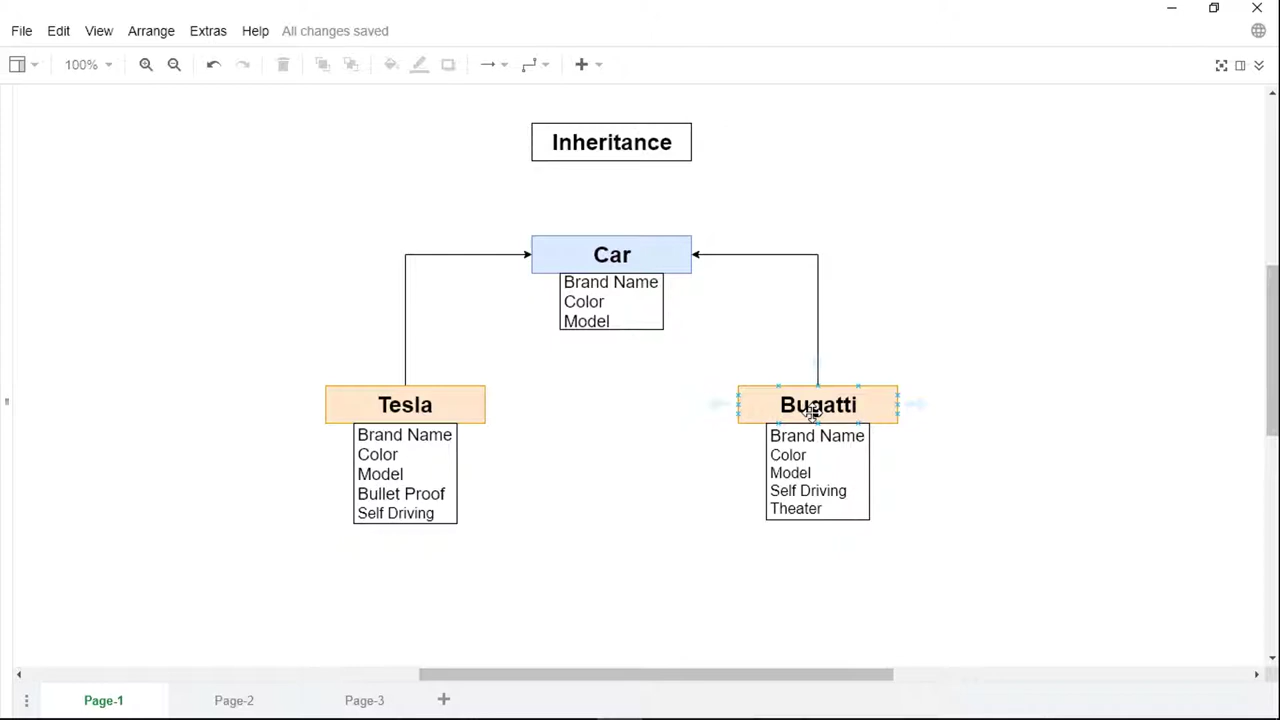 File Edit View Arrange Extras Help All changes saved
100%
Inheritance
Car
Brand Name
Color
Model
Tesla
Brand Name
Color
Model
Bullet Proof
Self Driving
Bugatti
Brand Name
Color
Model
Self Driving
Theater
Page-1 Page-2 Page-3